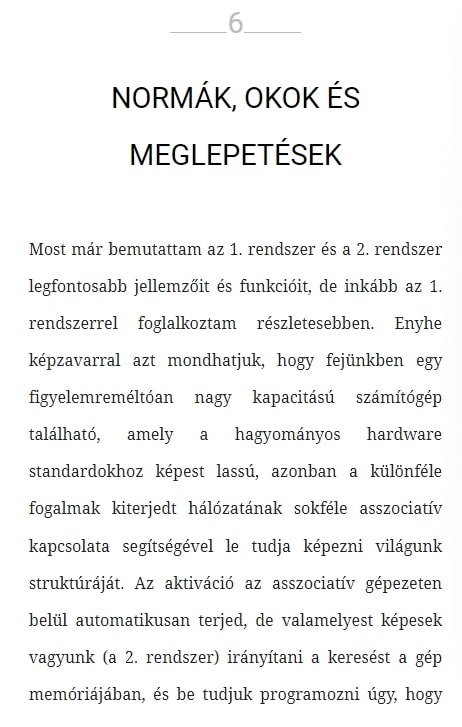 6
NORMÁK, OKOK ÉS
MEGLEPETÉSEK
Most már bemutattam az 1. rendszer és a 2. rendszer
legfontosabb jellemzőit és funkcióit, de inkább az 1.
rendszerrel foglalkoztam részletesebben. Enyhe
képzavarral azt mondhatjuk, hogy fejünkben egy
figyelemreméltóan nagy kapacitású számítógép
található, amely a hagyományos hardware
standardokhoz képest lassú, azonban a különféle
fogalmak kiterjedt hálózatának sokféle asszociatív
kapcsolata segítségével le tudja képezni világunk
struktúráját. Az aktiváció az asszociatív gépezeten
belül automatikusan terjed, de valamelyest képesek
vagyunk (a 2. rendszer) irányítani a keresést a gép
memóriájában, és be tudjuk programozni úgy, hogy